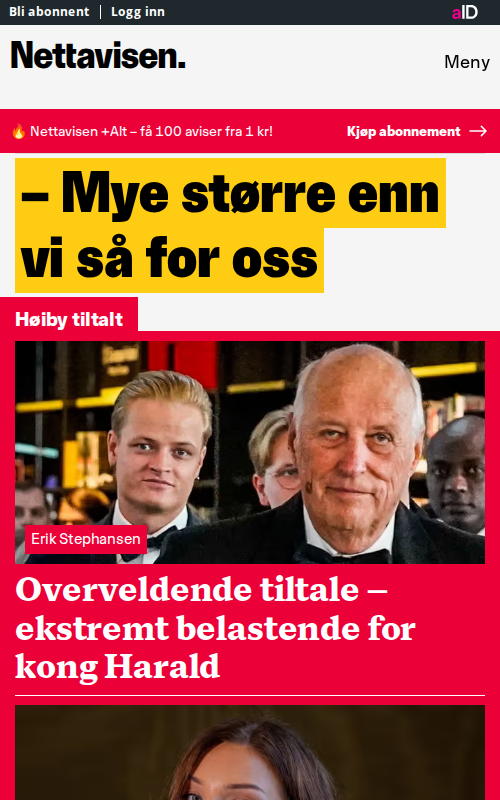 Bli abonnent | Logg inn
aID
Nettavisen.
Meny
🔥 Nettavisen +Alt – få 100 aviser fra 1 kr!
Kjøp abonnement →
– Mye større enn
vi så for oss
Høiby tiltalt
Erik Stephansen
Overveldende tiltale –
ekstremt belastende for
kong Harald